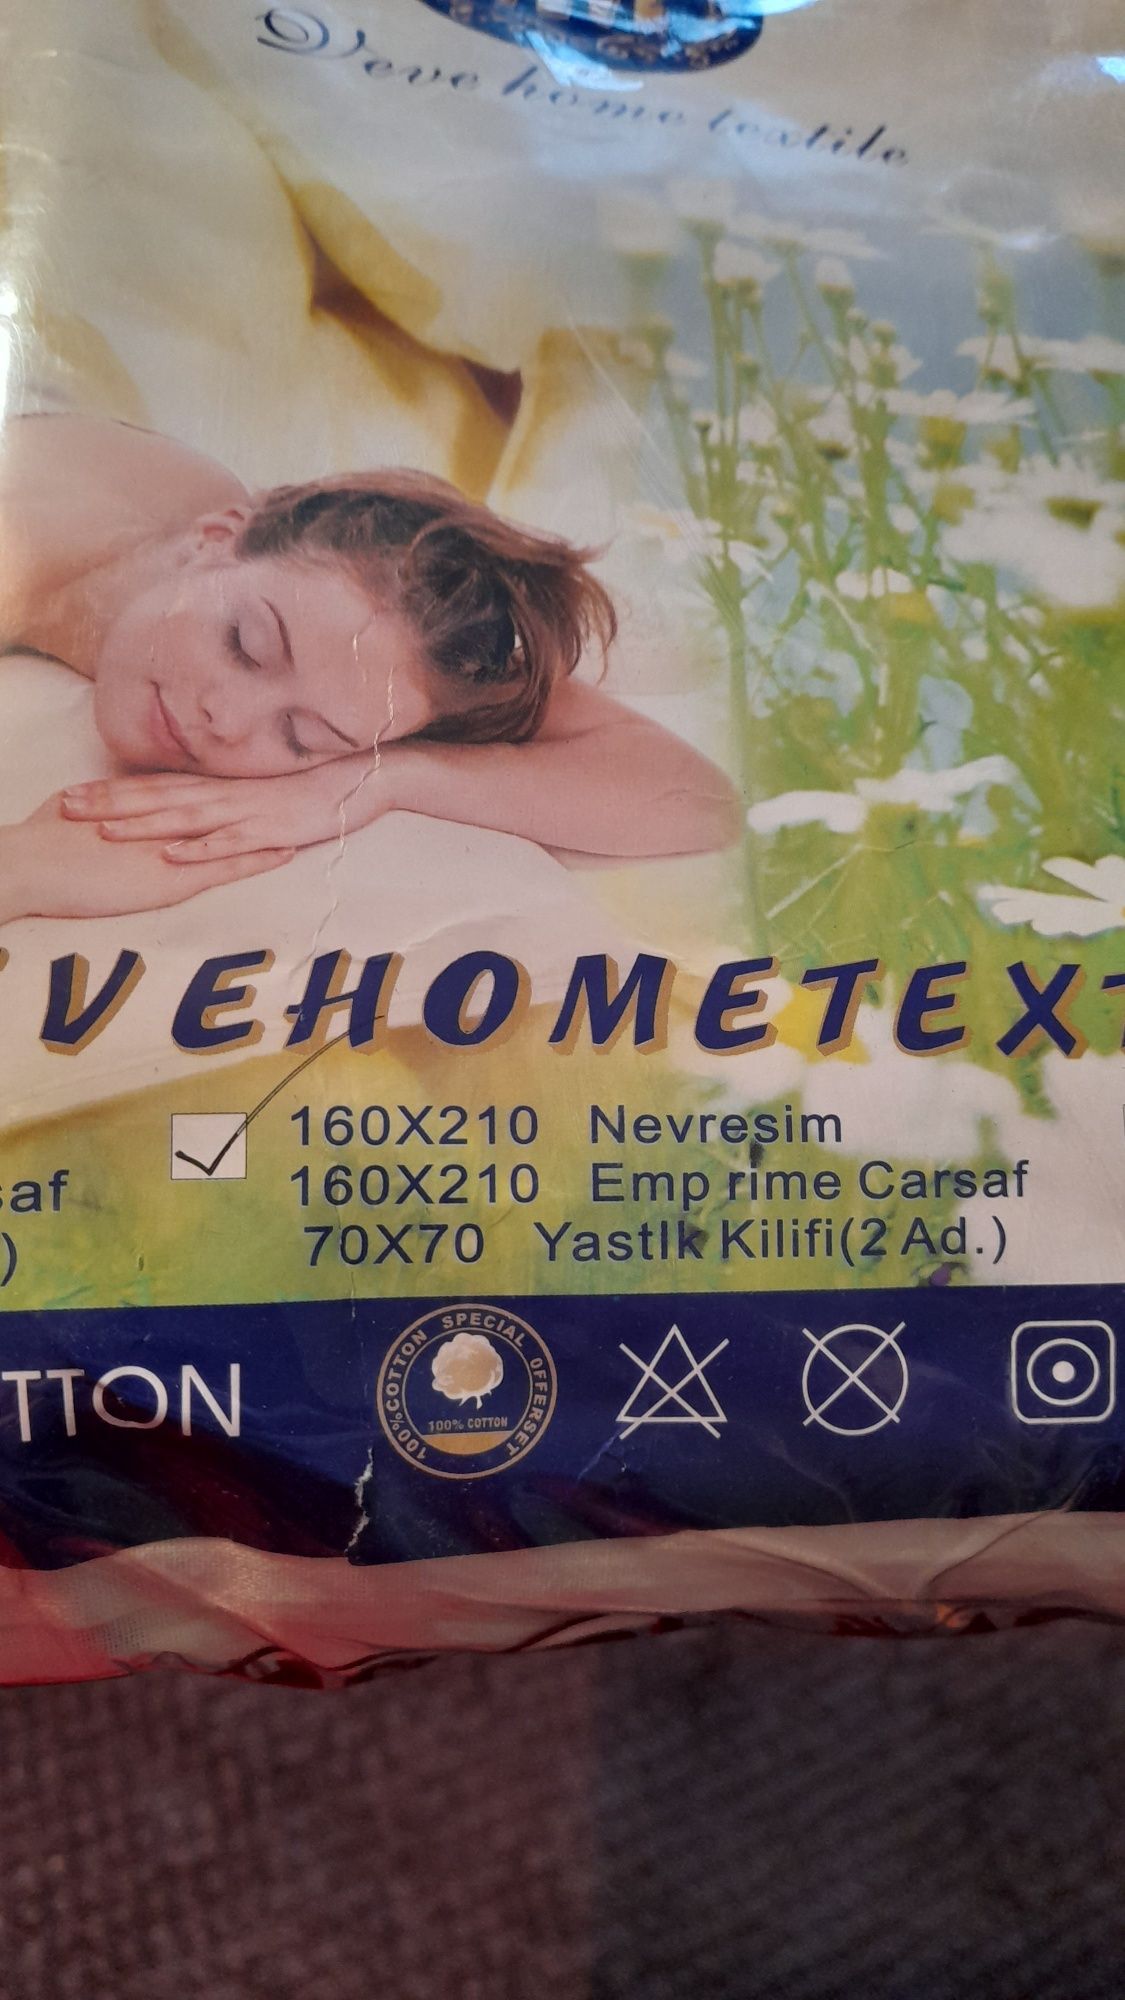 Deve home textile
VEHOMETEXT
160X210 Nevresim
160X210 Emp rime Carsaf
saf
70X70 Yastlk Kilifi(2 Ad.)
)
TTON
100%COTTON SPECIAL OFFERSET
100% COTTON